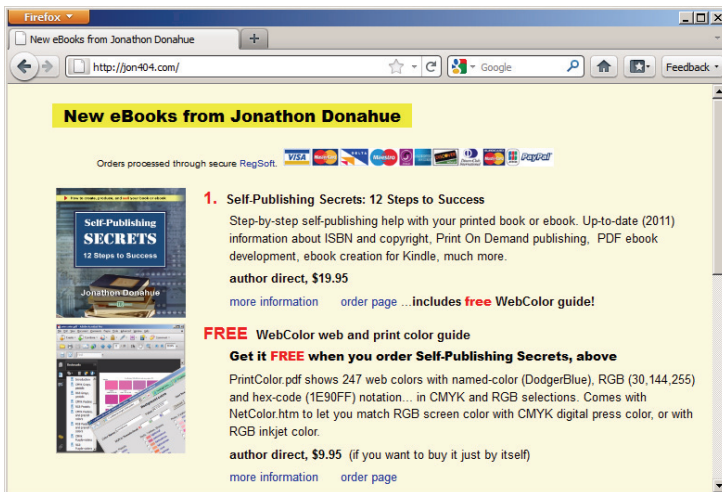 Firefox
New eBooks from Jonathon Donahue
http://jon404.com/
Google
Feedback
New eBooks from Jonathon Donahue
Orders processed through secure RegSoft.
VISA
Maestro
PayPal
1. Self-Publishing Secrets: 12 Steps to Success
Step-by-step self-publishing help with your printed book or ebook. Up-to-date (2011)
information about ISBN and copyright, Print On Demand publishing, PDF ebook
development, ebook creation for Kindle, much more.
author direct, $19.95
more information order page ...includes free WebColor guide!
Self-Publishing
SECRETS
12 Steps to Success
Jonathon Donahue
FREE WebColor web and print color guide
Get it FREE when you order Self-Publishing Secrets, above
PrintColor.pdf shows 247 web colors with named-color (DodgerBlue), RGB (30,144,255)
and hex-code (1E90FF) notation... in CMYK and RGB selections. Comes with
NetColor.htm to let you match RGB screen color with CMYK digital press color, or with
RGB inkjet color.
author direct, $9.95 (if you want to buy it just by itself)
more information order page